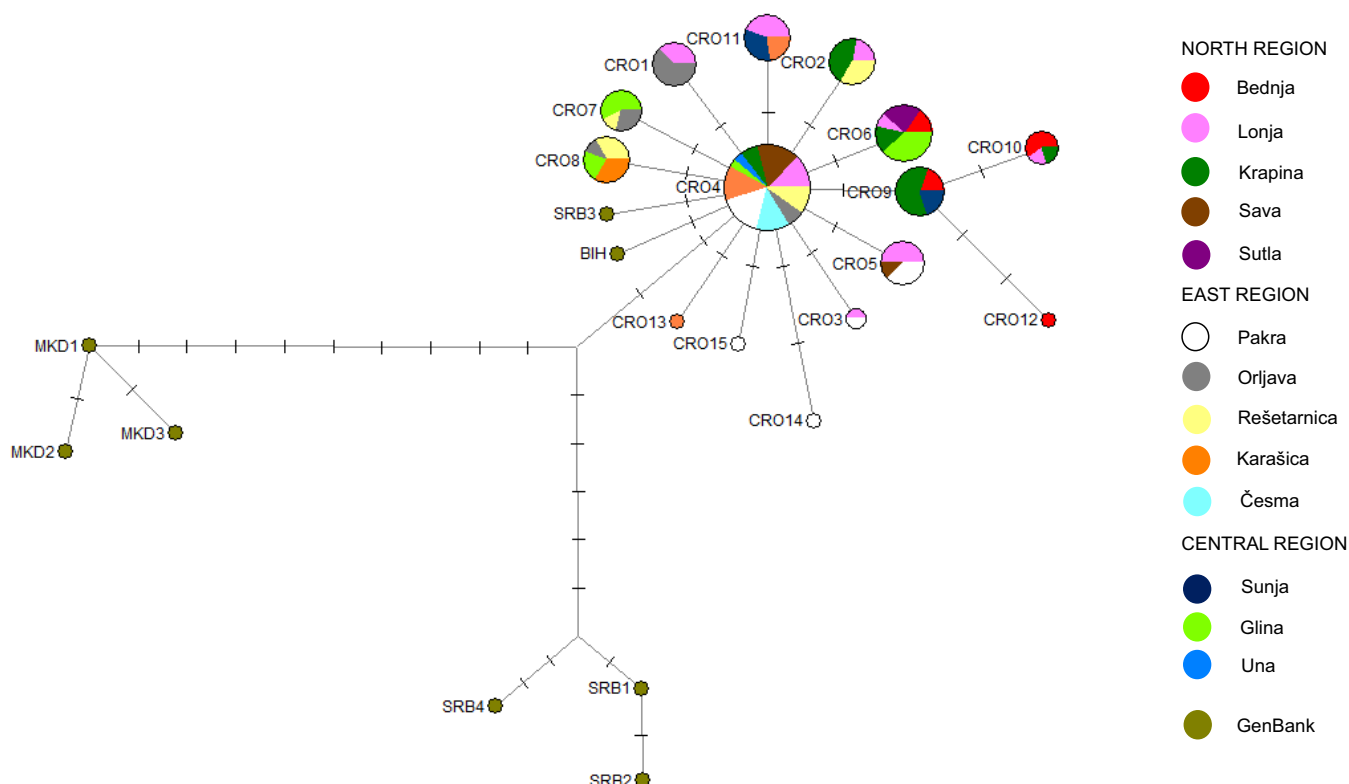 CRO11
CRO1
CRO2
CRO7
CRO6
CRO10
CRO8
CRO4
CRO9
SRB3
BIH
CRO5
CRO13
CRO3
CRO12
CRO15
MKD1
CRO14
MKD3
MKD2
SRB1
SRB4
SRB2
NORTH REGION
Bednja
Lonja
Krapina
Sava
Sutla
EAST REGION
Pakra
Orljava
Rešetarnica
Karašica
Česma
CENTRAL REGION
Sunja
Glina
Una
GenBank